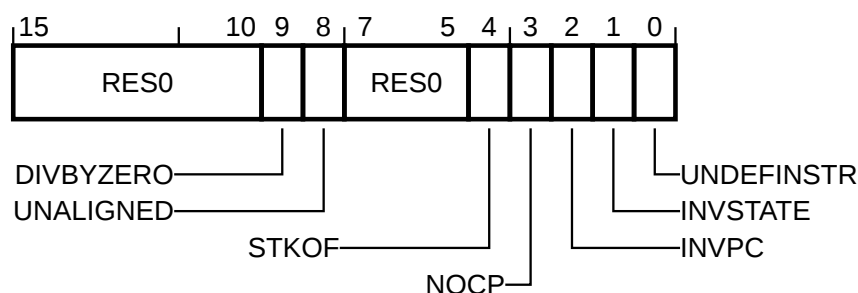 15 10 9 8 7 5 4 3 2 1 0
RES0 RES0
DIVBYZERO UNDEFINSTR
UNALIGNED INVSTATE
STKOF INVPC
NOCP